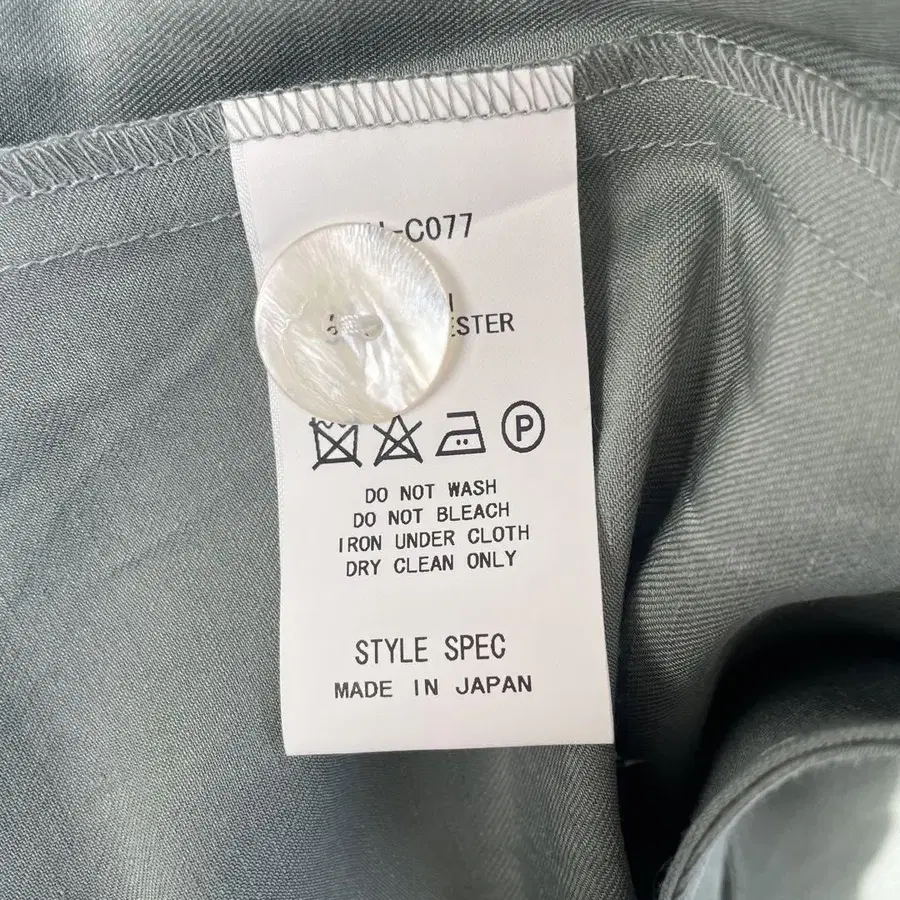 -C077
ESTER
P
DO NOT WASH
DO NOT BLEACH
IRON UNDER CLOTH
DRY CLEAN ONLY
STYLE SPEC
MADE IN JAPAN